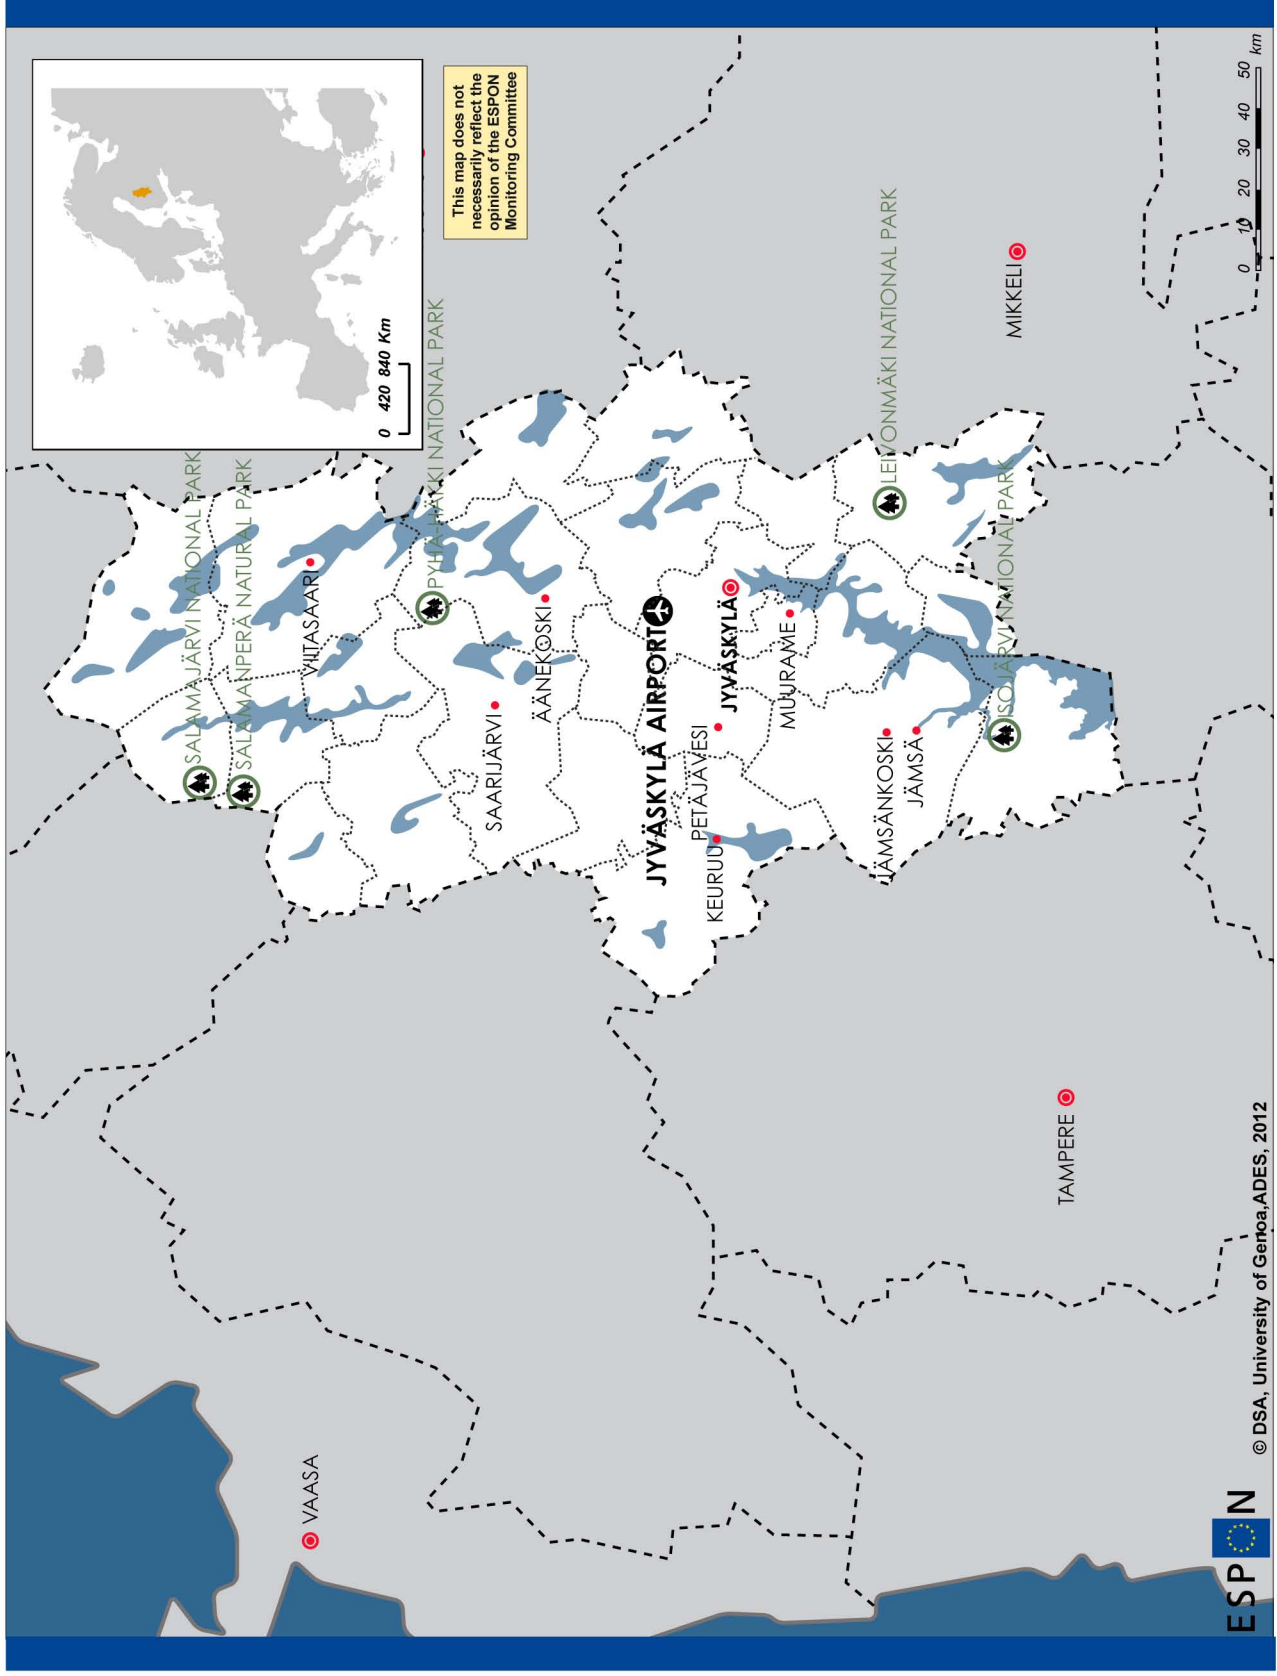 This map does not
necessarily reflect the
opinion of the ESPON
Monitoring Committee
0 420 840 Km
SALAMAJÄRVI NATIONAL PARK
SALAMANPERÄ NATURAL PARK
VIITASAARI
PYHÄ-HÄKKI NATIONAL PARK
VAASA
SAARIJÄRVI
ÄÄNEKOSKI
JYVÄSKYLÄ AIRPORT
KEURUU
PETÄJÄVESI
JYVÄSKYLÄ
MUURAME
JÄMSÄNKOSKI
LEIVONMÄKI NATIONAL PARK
JÄMSÄ
ISOJÄRVI NATIONAL PARK
MIKKELI
TAMPERE
ESPON
© DSA, University of Genoa,ADES, 2012
0 10 20 30 40 50 km